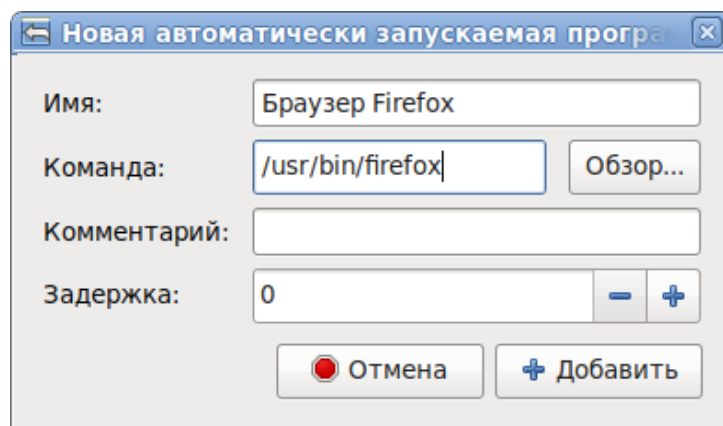 Новая автоматически запускаемая програ
Имя: Браузер Firefox
Команда: /usr/bin/firefox Обзор...
Комментарий:
Задержка: 0
Отмена Добавить